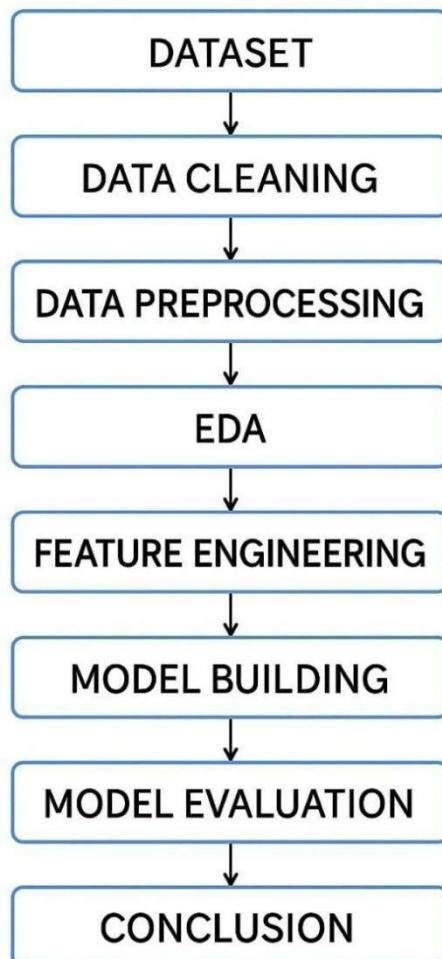 DATASET
DATA CLEANING
DATA PREPROCESSING
EDA
FEATURE ENGINEERING
MODEL BUILDING
MODEL EVALUATION
CONCLUSION